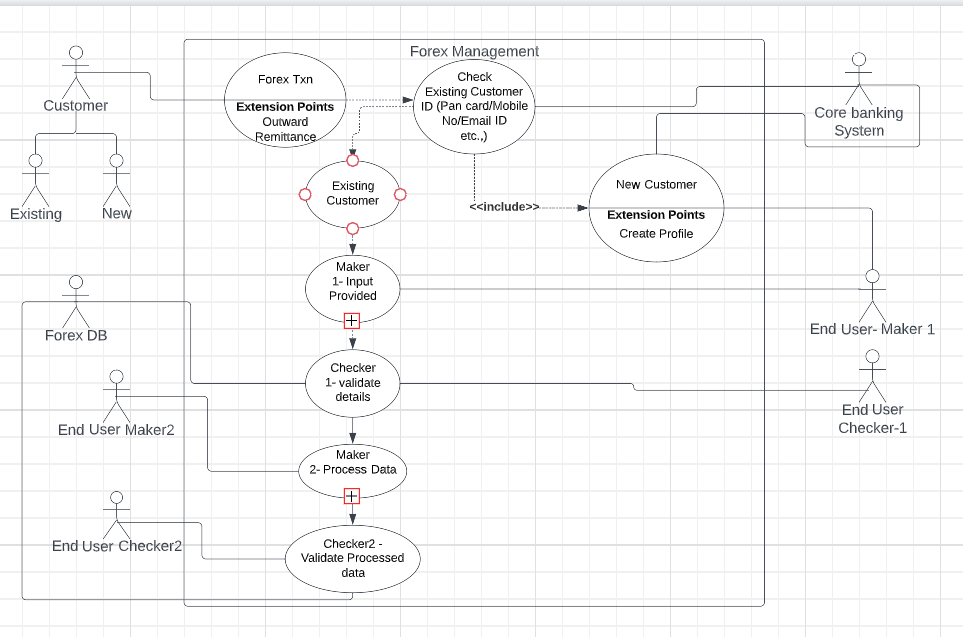 Forex Management
Forex Txn
Extension Points
Outward
Remittance
Check
Existing Customer
ID (Pan card/Mobile
No/Email ID
etc.,)
Customer
Core banking
System
Existing
New
Existing
Customer
<<include>>
New Customer
Extension Points
Create Profile
Maker
1- Input
Provided
End User- Maker 1
Forex DB
Checker
1- validate
details
End User
Checker-1
End User Maker2
Maker
2- Process Data
End User Checker2
Checker2 -
Validate Processed
data